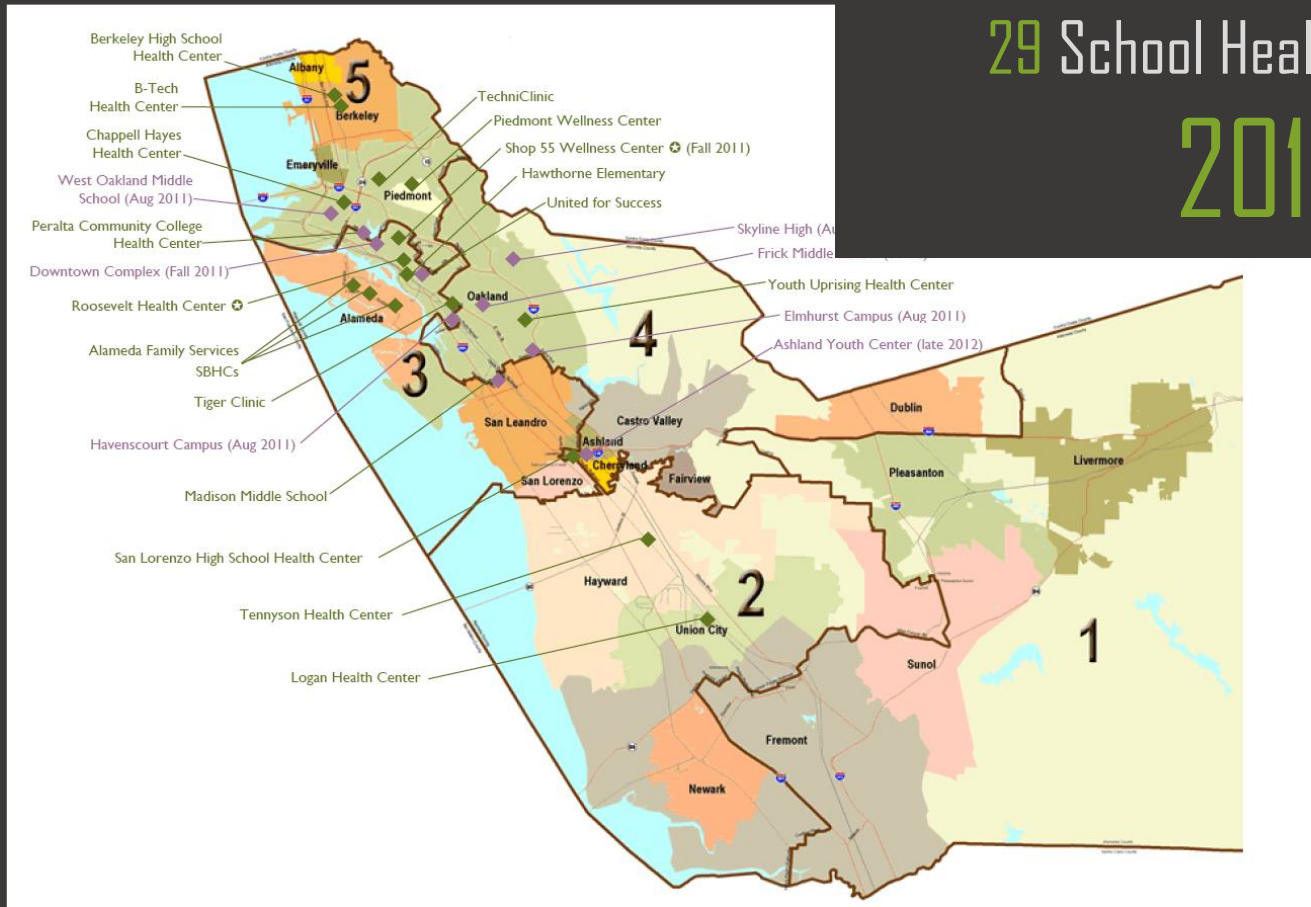 29 School Heal
201
Berkeley High School
Health Center
B-Tech
Health Center
Chappell Hayes
Health Center
West Oakland Middle
School (Aug 2011)
Peralta Community College
Health Center
Downtown Complex (Fall 2011)
Roosevelt Health Center ✪
Alameda Family Services
SBHCs
Tiger Clinic
Havenscourt Campus (Aug 2011)
Madison Middle School
San Lorenzo High School Health Center
Tennyson Health Center
Logan Health Center
TechniClinic
Piedmont Wellness Center
Shop 55 Wellness Center ✪ (Fall 2011)
Hawthorne Elementary
United for Success
Skyline High (Au
Frick Middle
Youth Uprising Health Center
Elmhurst Campus (Aug 2011)
Ashland Youth Center (late 2012)
Albany
5
Berkeley
Emeryville
Piedmont
Oakland
Alameda
4
3
San Leandro
Castro Valley
Ashland
Cherryland
San Lorenzo
Fairview
Dublin
Pleasanton
Livermore
Hayward
2
Union City
Sunol
1
Fremont
Newark